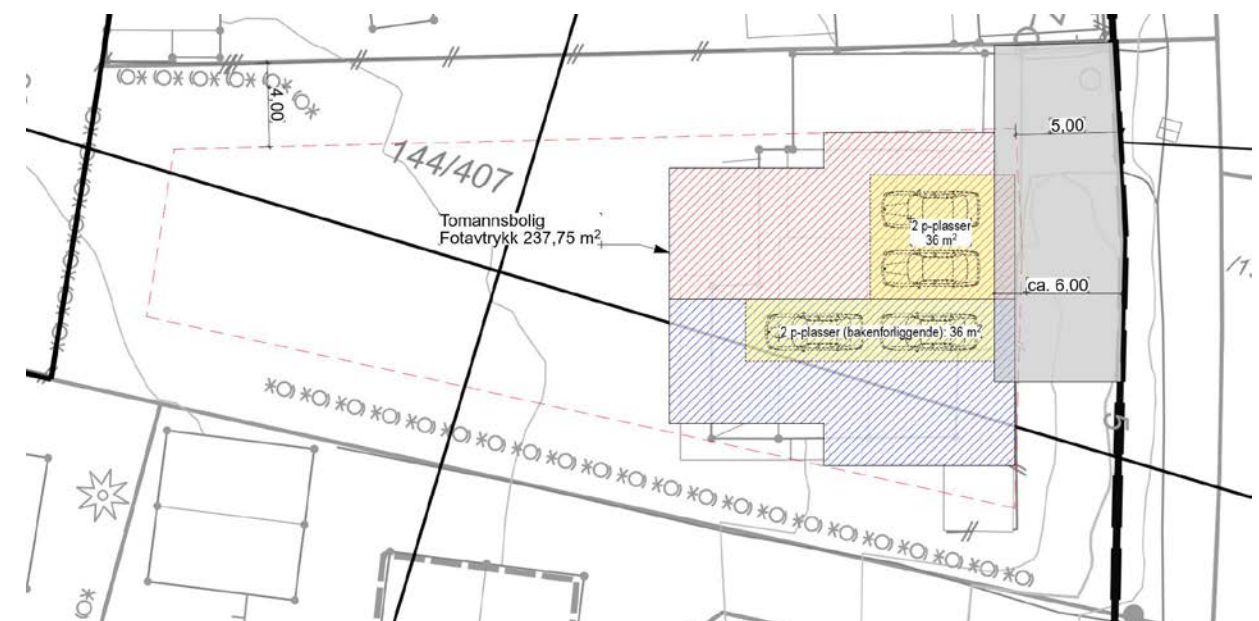 4,00
144/407
5,00
Tomannsbolig
Fotavtrykk 237,75 m²
2 p-plasser
36 m²
ca. 6,00
2 p-plasser (bakenforliggende): 36 m²
5